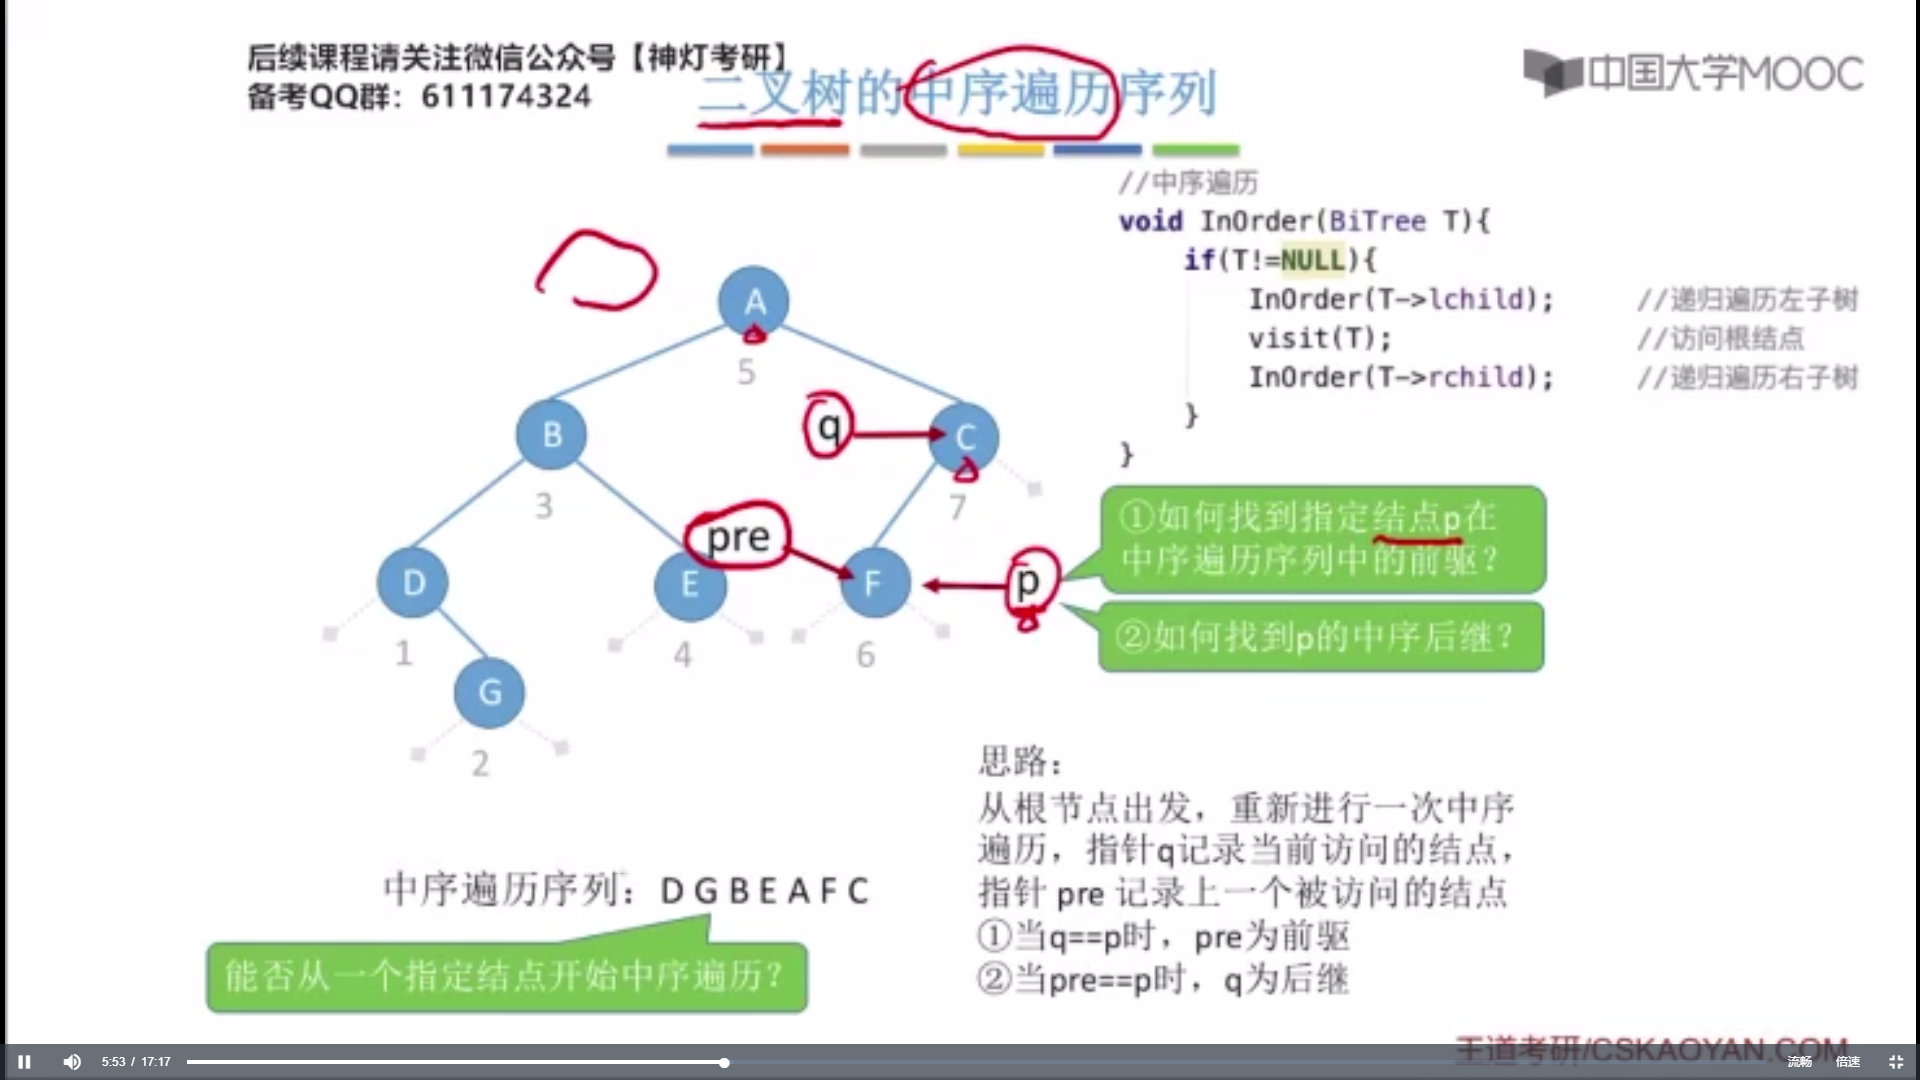 后续课程请关注微信公众号【神灯考研】
备考QQ群：611174324
中国大学MOOC
二叉树的中序遍历序列
//中序遍历
void InOrder(BiTree T){
if(T!=NULL){
InOrder(T->lchild); //递归遍历左子树
visit(T); //访问根结点
InOrder(T->rchild); //递归遍历右子树
}
}
A
5
B
3
q
C
7
pre
D
1
E
4
F
6
p
G
2
①如何找到指定结点p在
中序遍历序列中的前驱？
②如何找到p的中序后继？
思路：
从根节点出发，重新进行一次中序
遍历，指针q记录当前访问的结点，
指针 pre 记录上一个被访问的结点
①当q==p时，pre为前驱
②当pre==p时，q为后继
中序遍历序列：D G B E A F C
能否从一个指定结点开始中序遍历？
王道考研/CSKAOYAN.COM
5:53 / 17:17
流畅
倍速